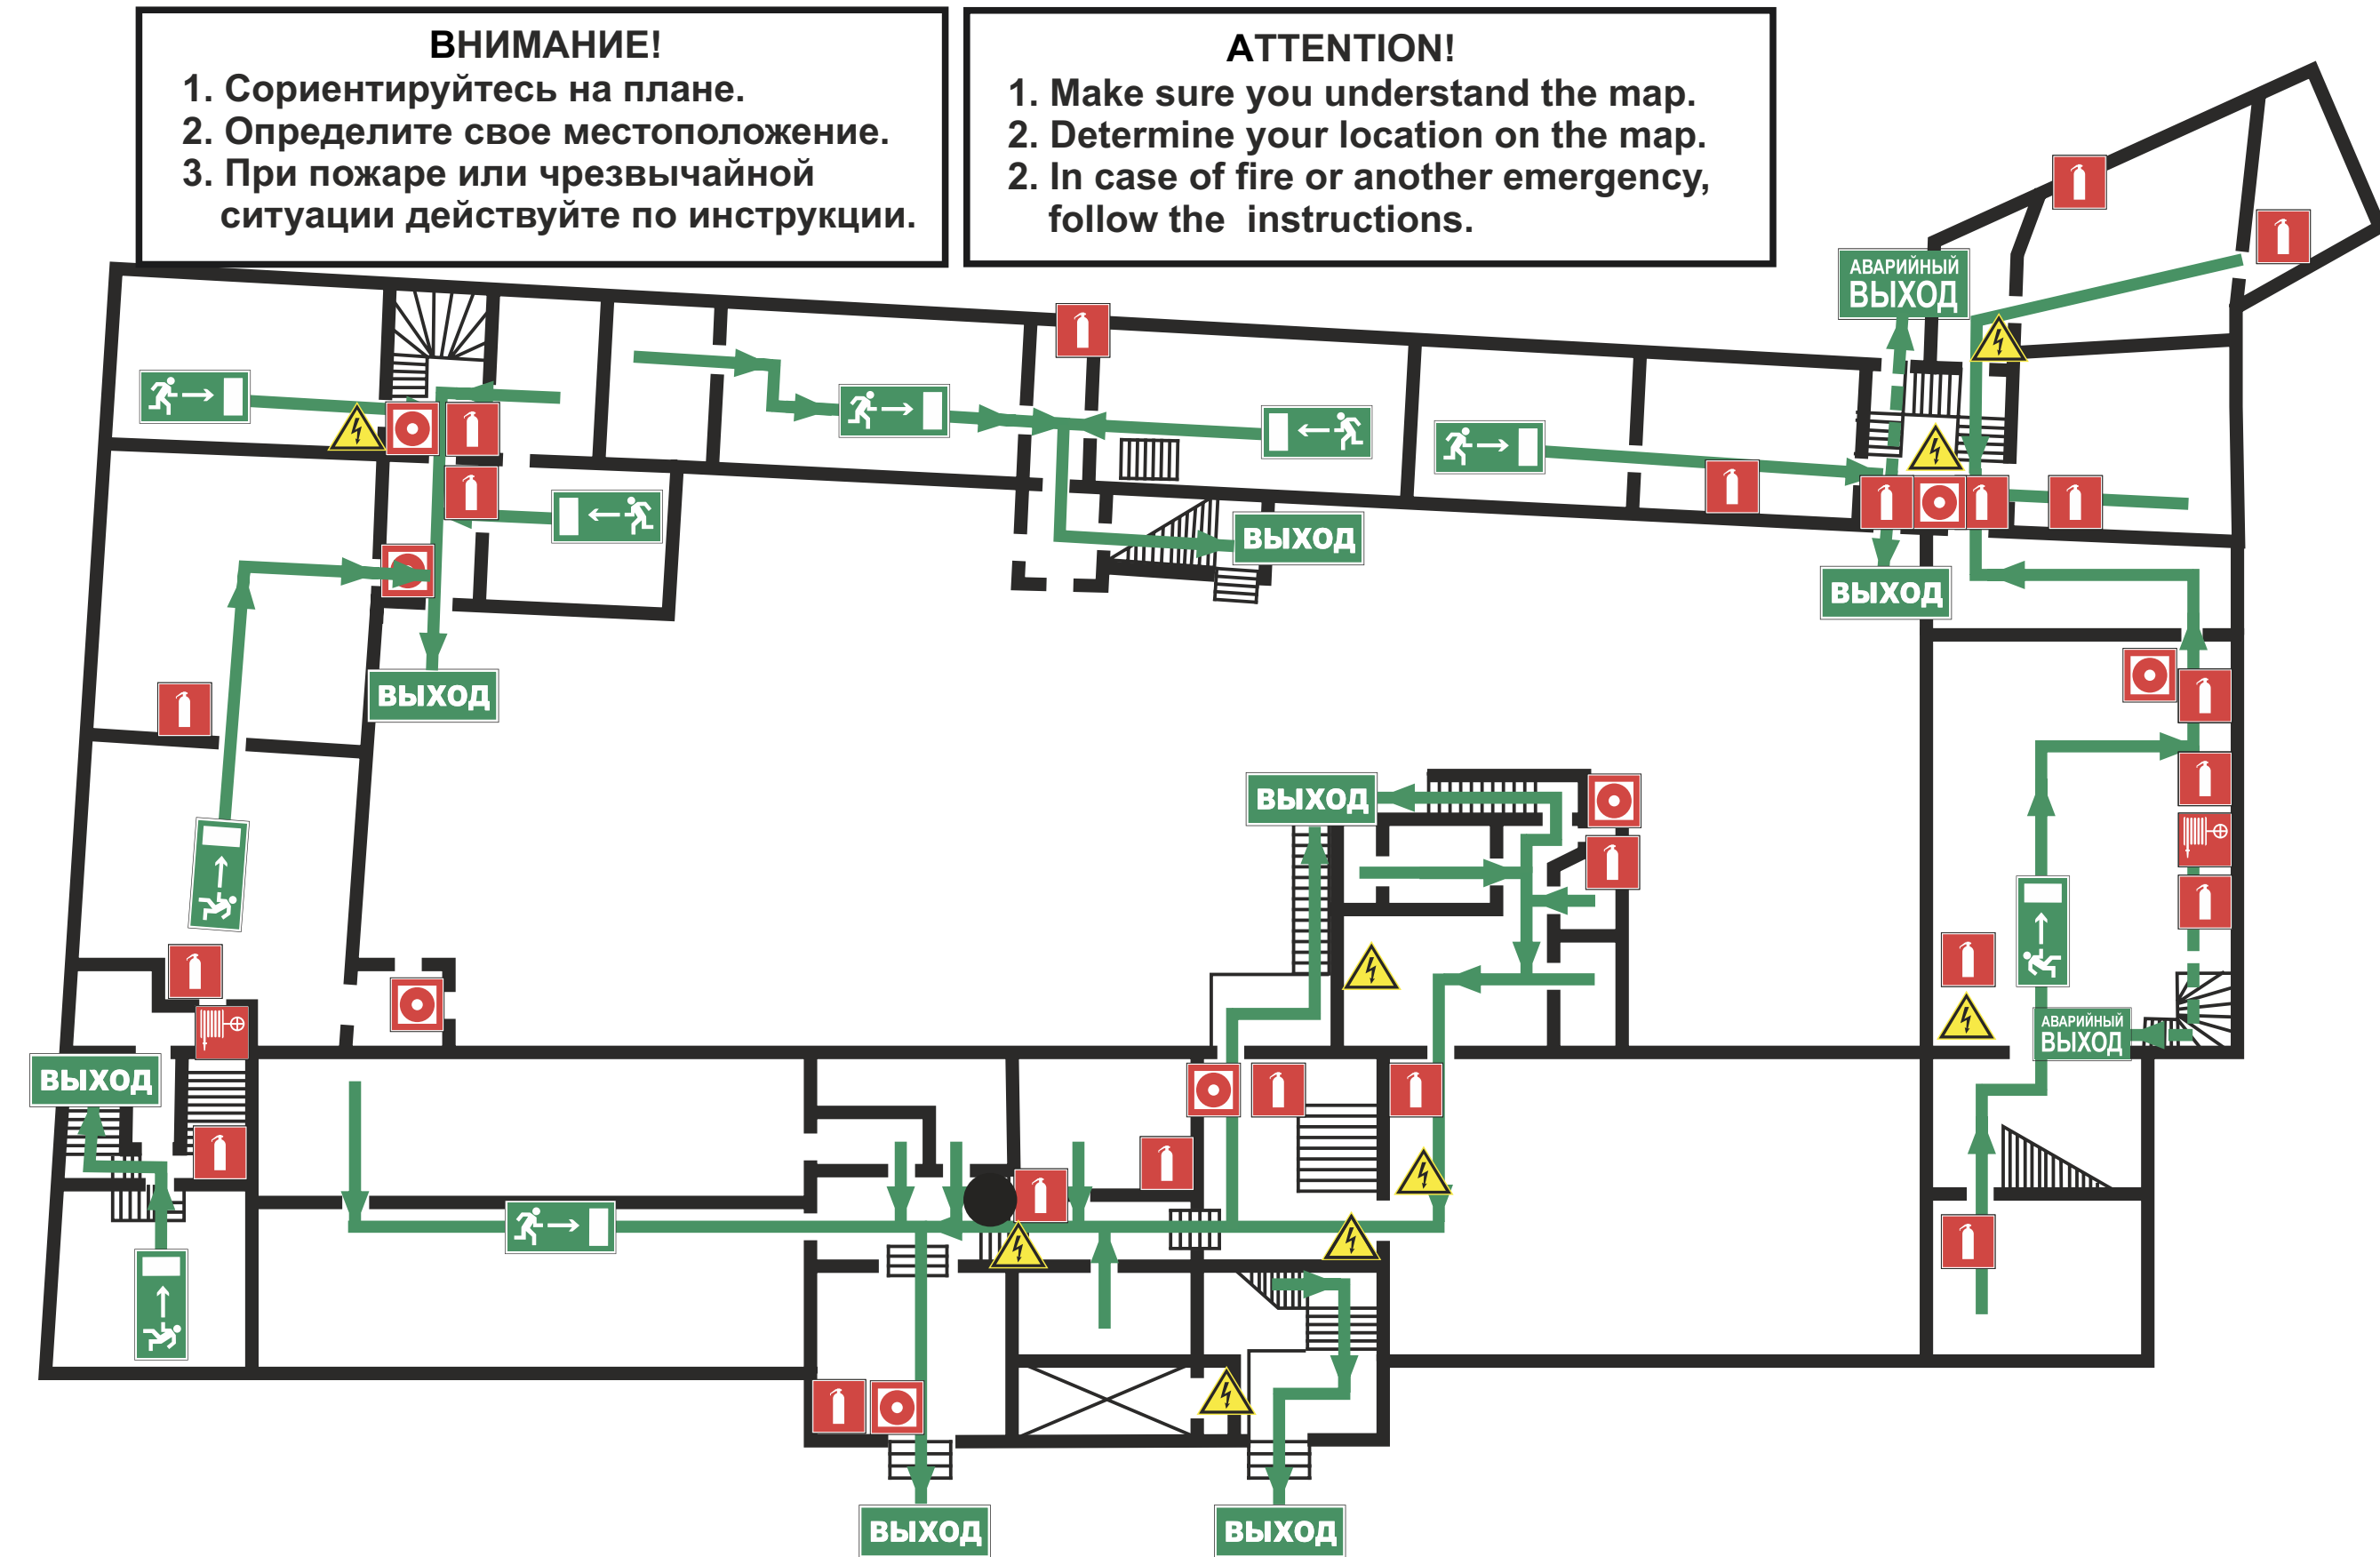 ВНИМАНИЕ!
1. Сориентируйтесь на плане.
2. Определите свое местоположение.
3. При пожаре или чрезвычайной
ситуации действуйте по инструкции.
ATTENTION!
1. Make sure you understand the map.
2. Determine your location on the map.
2. In case of fire or another emergency,
follow the instructions.
АВАРИЙНЫЙ
ВЫХОД
ВЫХОД
ВЫХОД
ВЫХОД
ВЫХОД
АВАРИЙНЫЙ
ВЫХОД
ВЫХОД
ВЫХОД
ВЫХОД